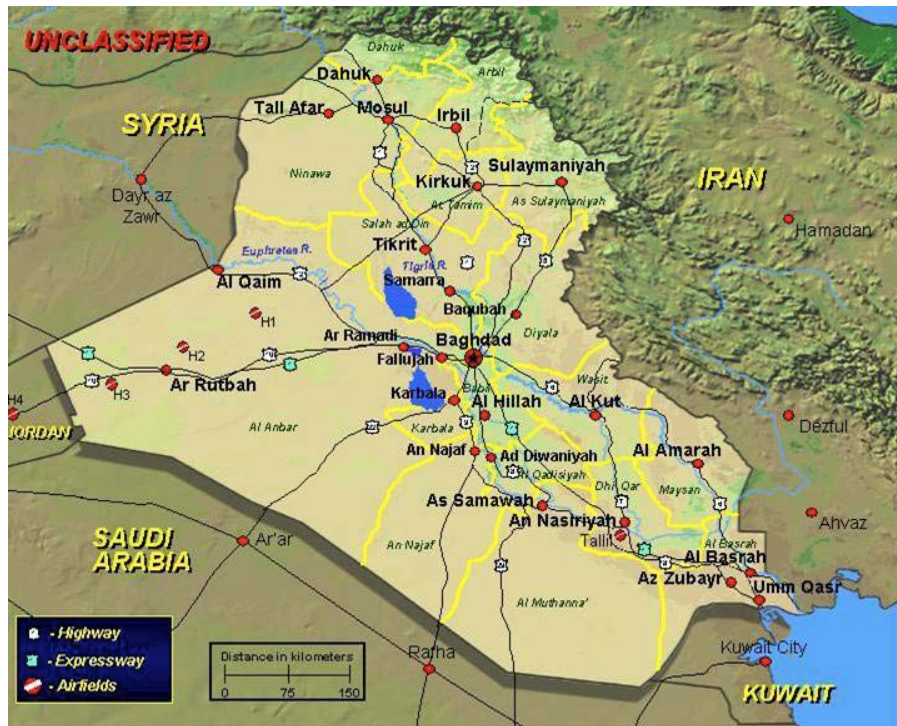 UNCLASSIFIED
Dahuk
Arbil
Dahuk
Tall Afar
Mosul
Irbil
SYRIA
Sulaymaniyah
IRAN
Ninawa
Kirkuk
At Tamim
As Sulaymaniyah
Dayr az
Zawr
Salah ad Din
Hamadan
Tikrit
Euphrates R.
Tigris R.
Al Qaim
Samarra
H1
Baqubah
Diyala
Ar Ramadi
Baghdad
H2
Fallujah
Ar Rutbah
Wasit
H3
Karbala
Babil
Al Hillah
Al Kut
H4
Dézful
JORDAN
Al Anbar
Karbala
An Najaf
Ad Diwaniyah
Al Amarah
Al Qadisiyah
Dhi Qar
Maysan
As Samawah
An Nasiriyah
Ahvaz
SAUDI
ARABIA
Ar'ar
An Najaf
Tallil
Al Basrah
Al Basrah
Az Zubayr
Umm Qasr
Al Muthanna'
- Highway
- Expressway
- Airfields
Distance in kilometers
0 75 150
Rafha
Kuwait City
KUWAIT